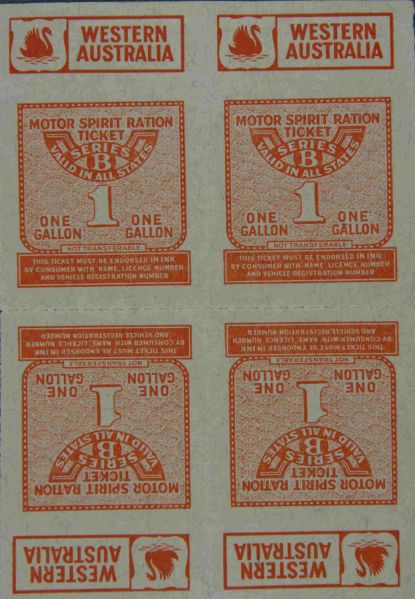 WESTERN
AUSTRALIA
WESTERN
AUSTRALIA
MOTOR SPIRIT RATION
TICKET
SERIES
B
VALID IN ALL STATES
1
ONE GALLON
ONE GALLON
NOT TRANSFERABLE
THIS TICKET MUST BE ENDORSED IN INK
BY CONSUMER WITH NAME, LICENCE NUMBER
AND VEHICLE REGISTRATION NUMBER
MOTOR SPIRIT RATION
TICKET
SERIES
B
VALID IN ALL STATES
1
ONE GALLON
ONE GALLON
NOT TRANSFERABLE
THIS TICKET MUST BE ENDORSED IN INK
BY CONSUMER WITH NAME, LICENCE NUMBER
AND VEHICLE REGISTRATION NUMBER
MOTOR SPIRIT RATION
TICKET
SERIES
B
VALID IN ALL STATES
1
ONE GALLON
ONE GALLON
NOT TRANSFERABLE
THIS TICKET MUST BE ENDORSED IN INK
BY CONSUMER WITH NAME, LICENCE NUMBER
AND VEHICLE REGISTRATION NUMBER
MOTOR SPIRIT RATION
TICKET
SERIES
B
VALID IN ALL STATES
1
ONE GALLON
ONE GALLON
NOT TRANSFERABLE
THIS TICKET MUST BE ENDORSED IN INK
BY CONSUMER WITH NAME, LICENCE NUMBER
AND VEHICLE REGISTRATION NUMBER
WESTERN
AUSTRALIA
WESTERN
AUSTRALIA